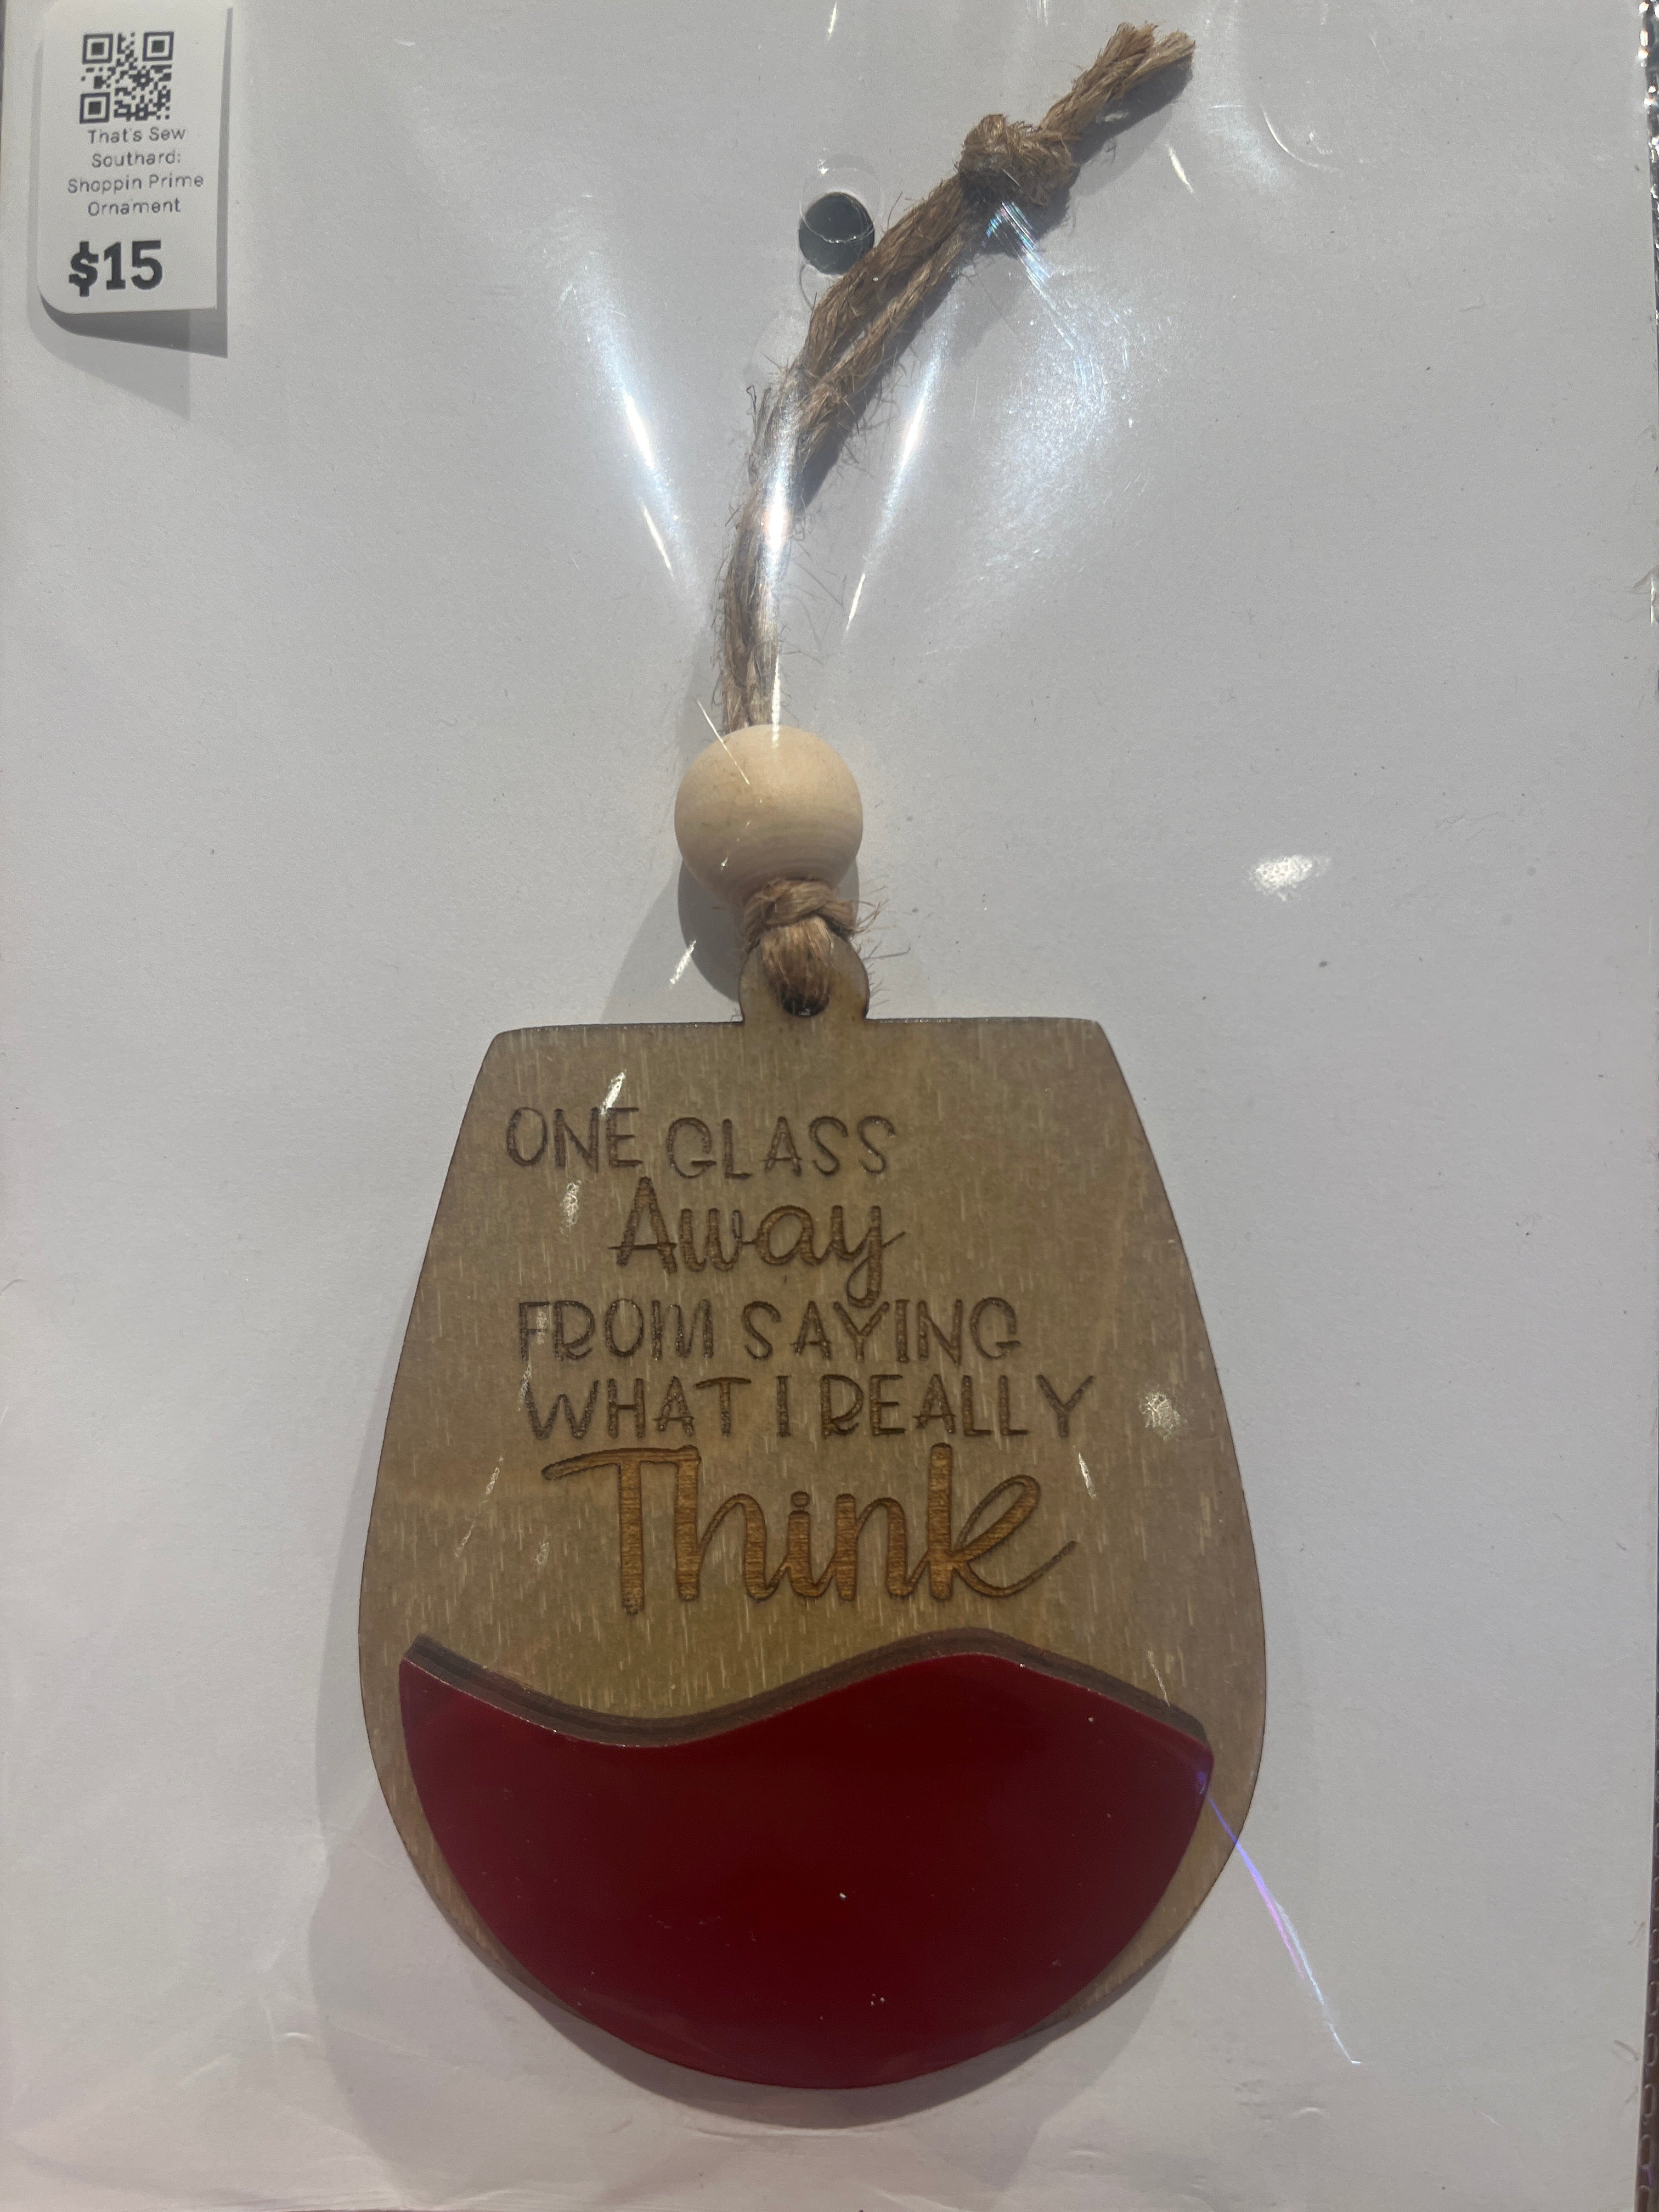 That's Sew
Southard:
Shoppin Prime
Ornament
$15
ONE GLASS
Away
FROM SAYING
WHAT I REALLY
Think